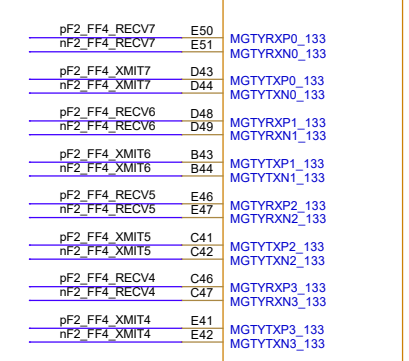 pF2_FF4_RECV7 E50 MGTYRXP0_133
nF2_FF4_RECV7 E51 MGTYRXN0_133
pF2_FF4_XMIT7 D43 MGTYTXP0_133
nF2_FF4_XMIT7 D44 MGTYTXN0_133
pF2_FF4_RECV6 D48 MGTYRXP1_133
nF2_FF4_RECV6 D49 MGTYRXN1_133
pF2_FF4_XMIT6 B43 MGTYTXP1_133
nF2_FF4_XMIT6 B44 MGTYTXN1_133
pF2_FF4_RECV5 E46 MGTYRXP2_133
nF2_FF4_RECV5 E47 MGTYRXN2_133
pF2_FF4_XMIT5 C41 MGTYTXP2_133
nF2_FF4_XMIT5 C42 MGTYTXN2_133
pF2_FF4_RECV4 C46 MGTYRXP3_133
nF2_FF4_RECV4 C47 MGTYRXN3_133
pF2_FF4_XMIT4 E41 MGTYTXP3_133
nF2_FF4_XMIT4 E42 MGTYTXN3_133